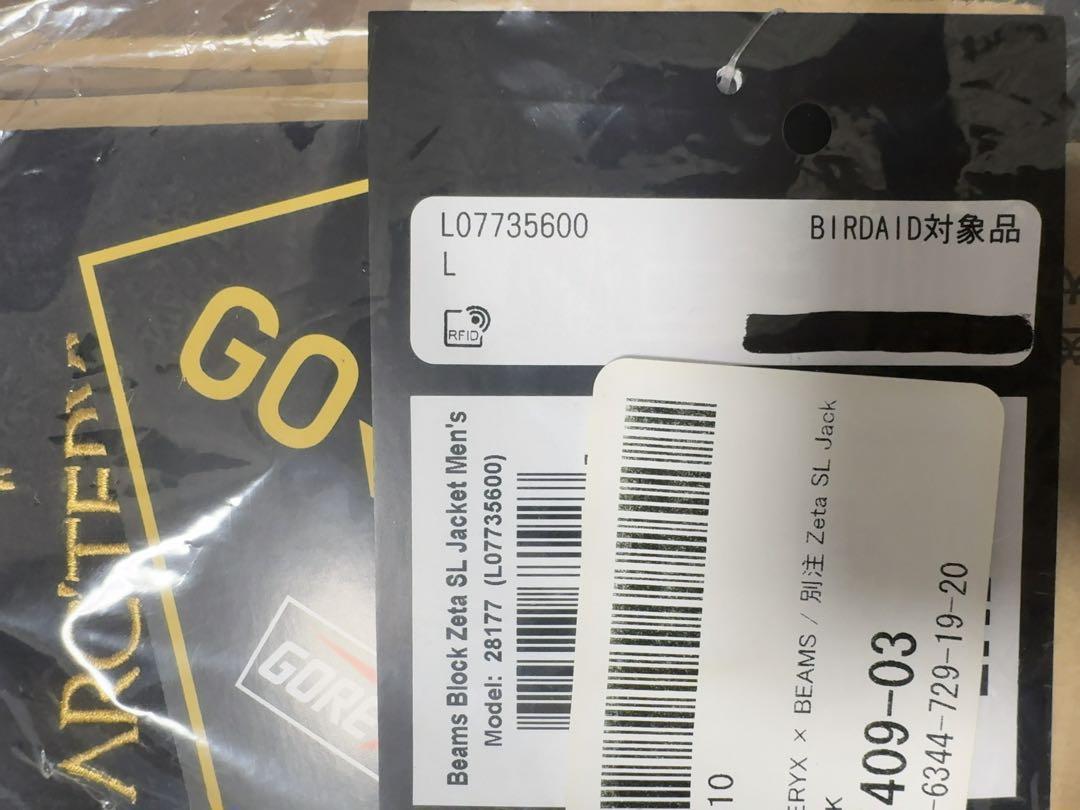 L07735600
BIRDAID対象品
L
RFID
Beams Block Zeta SL Jacket Men's
Model: 28177 (L07735600)
ERYX × BEAMS / 別注 Zeta SL Jack
K
409-03
6344-729-19-20
10
GO
GORE
ARC'TERY